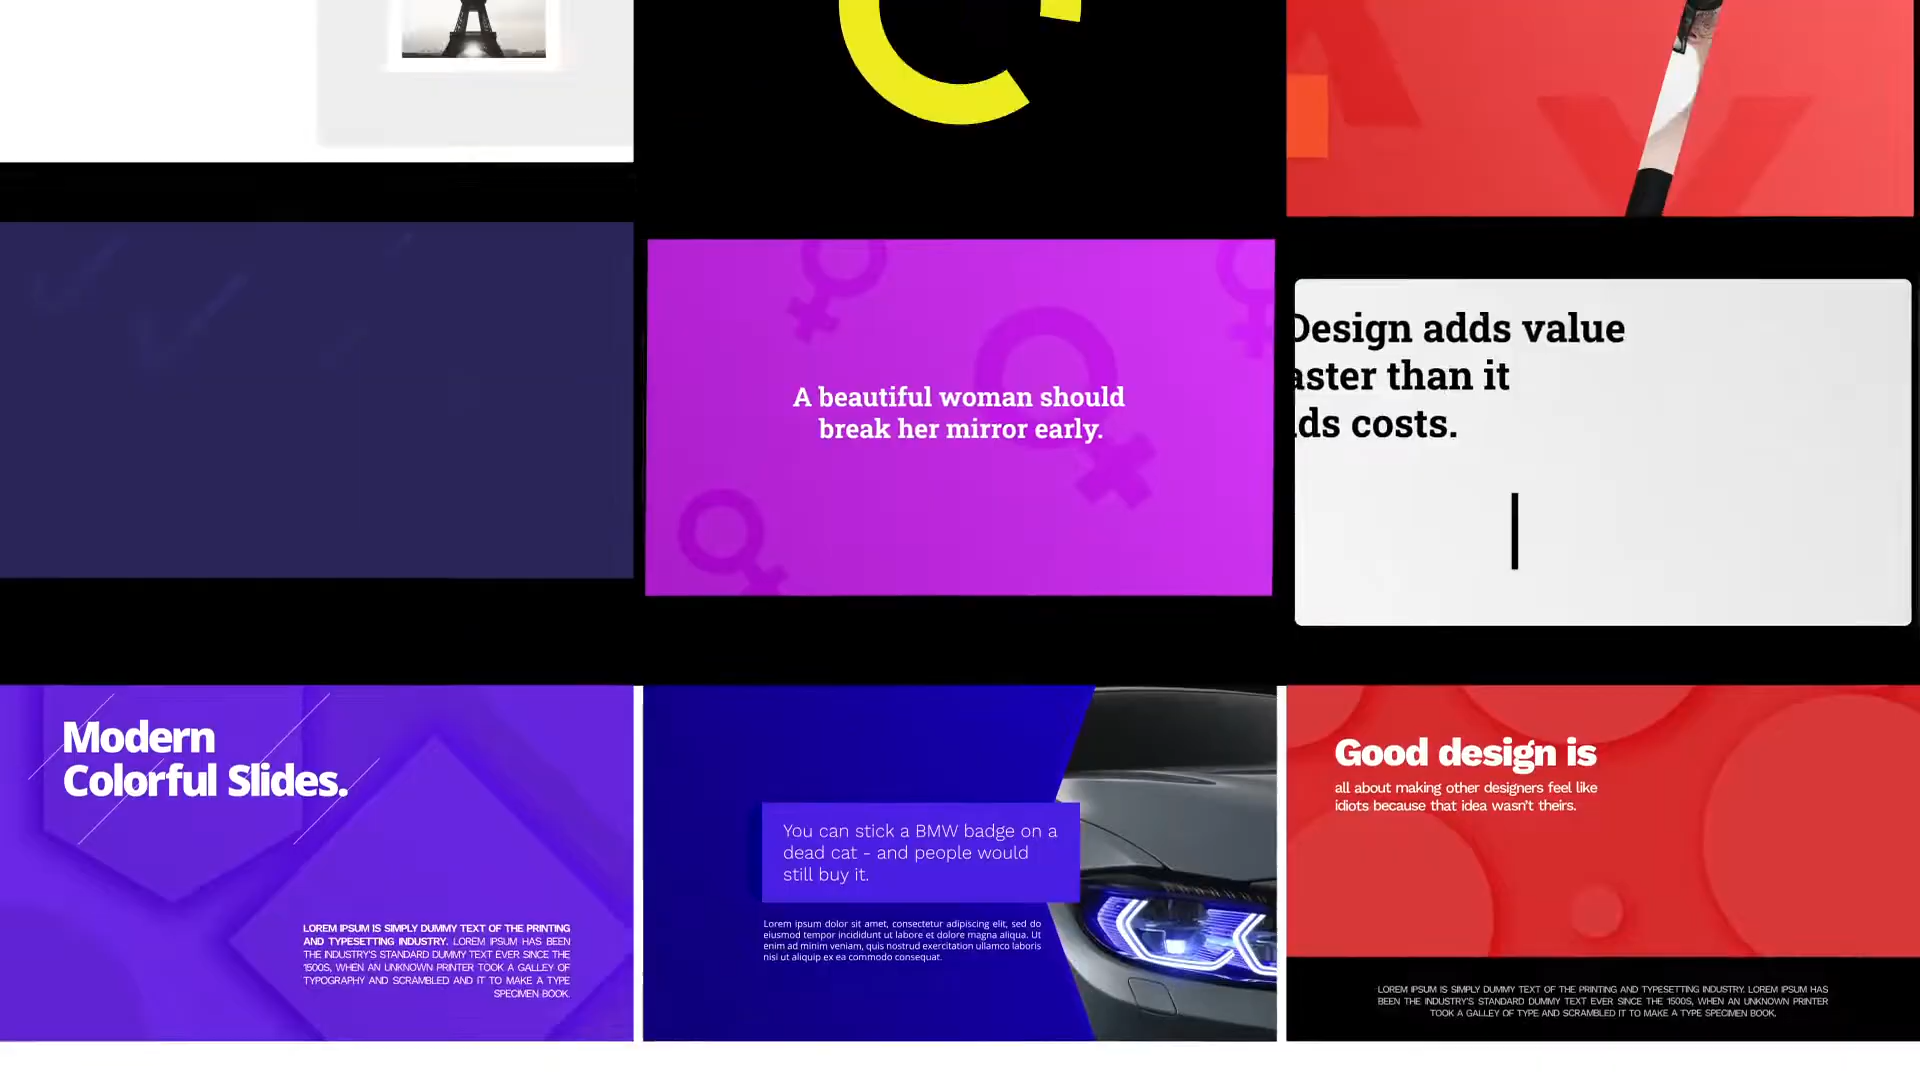 A beautiful woman should
break her mirror early.
Design adds value
aster than it
ds costs.
Modern
Colorful Slides.
LOREM IPSUM IS SIMPLY DUMMY TEXT OF THE PRINTING
AND TYPESETTING INDUSTRY. LOREM IPSUM HAS BEEN
THE INDUSTRY'S STANDARD DUMMY TEXT EVER SINCE THE
1500S, WHEN AN UNKNOWN PRINTER TOOK A GALLEY OF
TYPOGRAPHY AND SCRAMBLED AND IT TO MAKE A TYPE
SPECIMEN BOOK.
You can stick a BMW badge on a
dead cat - and people would
still buy it.
Lorem ipsum dolor sit amet, consectetur adipiscing elit, sed do
eiusmod tempor incididunt ut labore et dolore magna aliqua. Ut
enim ad minim veniam, quis nostrud exercitation ullamco laboris
nisi ut aliquip ex ea commodo consequat.
Good design is
all about making other designers feel like
idiots because that idea wasn't theirs.
LOREM IPSUM IS SIMPLY DUMMY TEXT OF THE PRINTING AND TYPESETTING INDUSTRY. LOREM IPSUM HAS
BEEN THE INDUSTRY'S STANDARD DUMMY TEXT EVER SINCE THE 1500S, WHEN AN UNKNOWN PRINTER
TOOK A GALLEY OF TYPE AND SCRAMBLED IT TO MAKE A TYPE SPECIMEN BOOK.